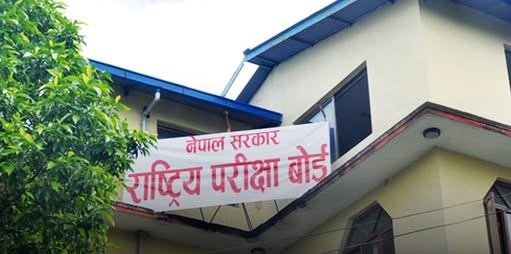 नेपाल सरकार
राष्ट्रिय परीक्षा बोर्ड